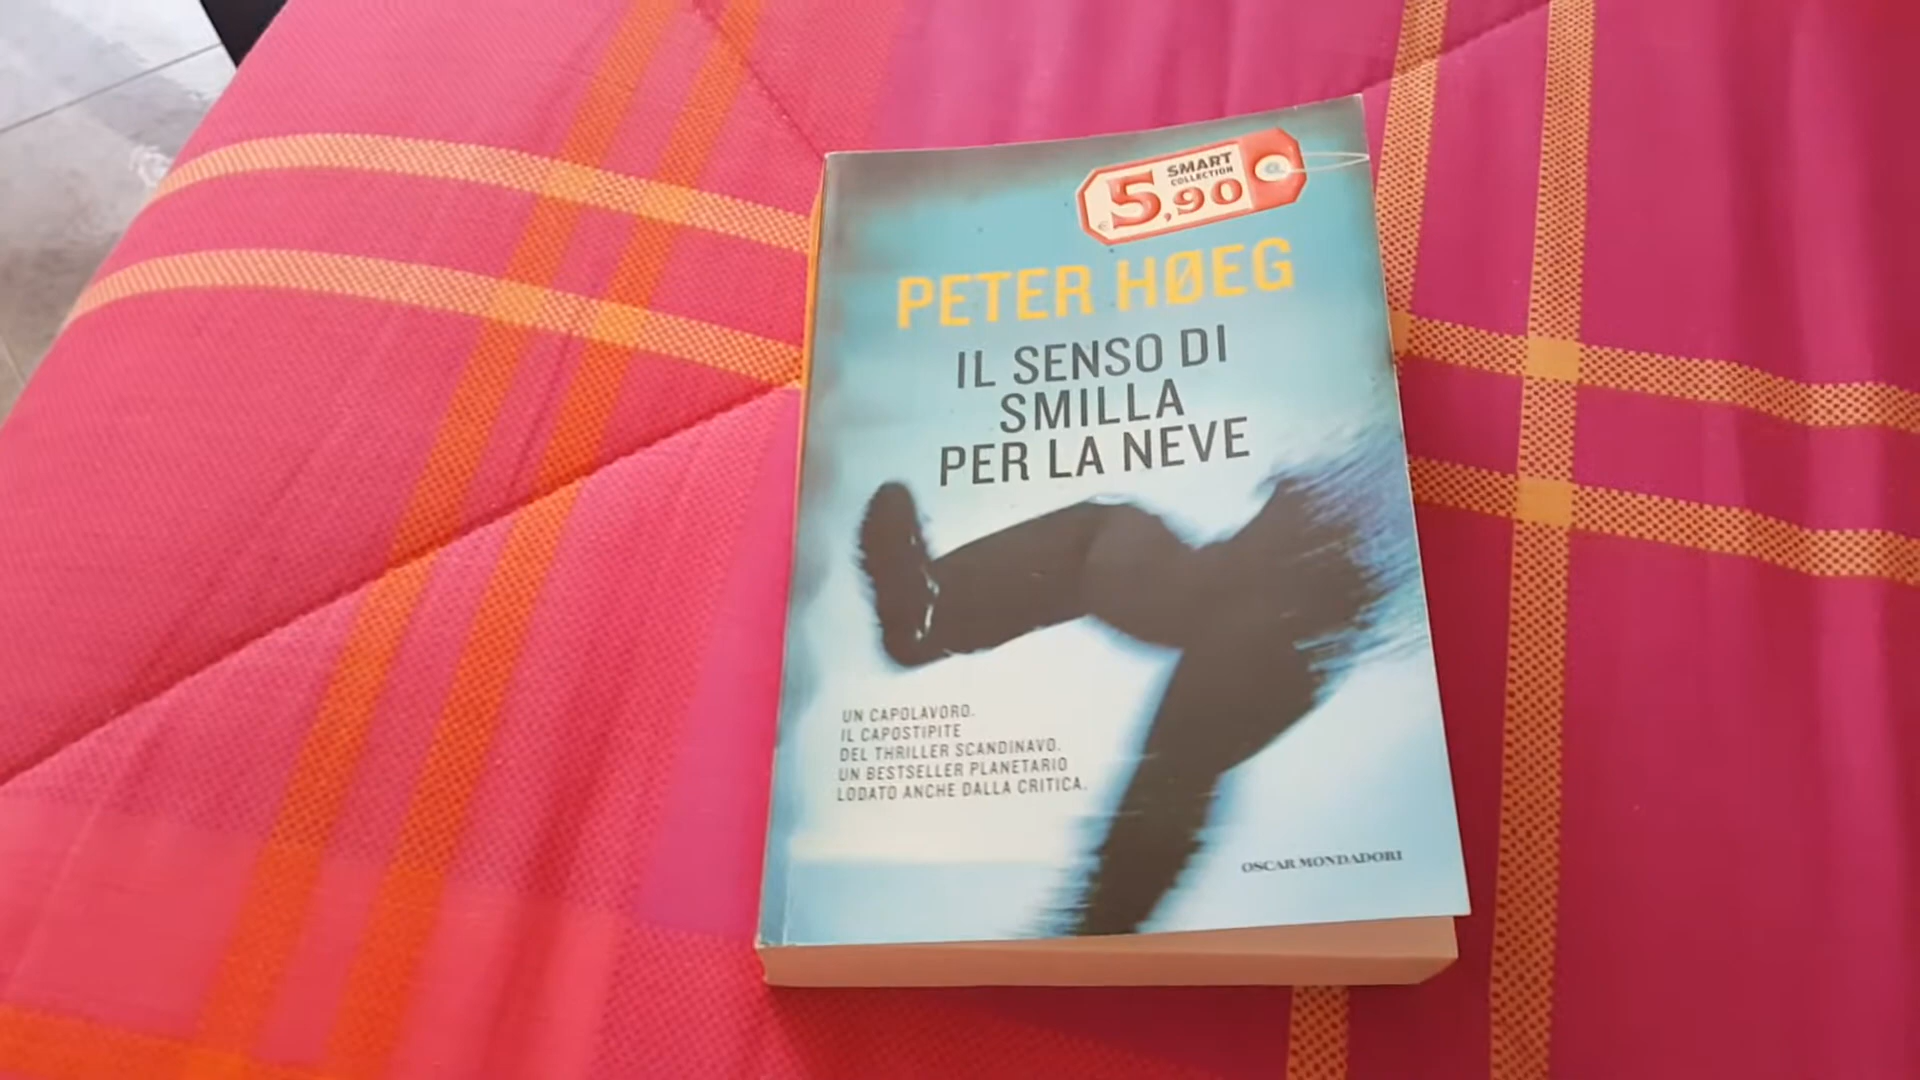 SMART
COLLECTION
€ 5,90
PETER HØEG
IL SENSO DI
SMILLA
PER LA NEVE
UN CAPOLAVORO.
IL CAPOSTIPITE
DEL THRILLER SCANDINAVO.
UN BESTSELLER PLANETARIO
LODATO ANCHE DALLA CRITICA.
OSCAR MONDADORI